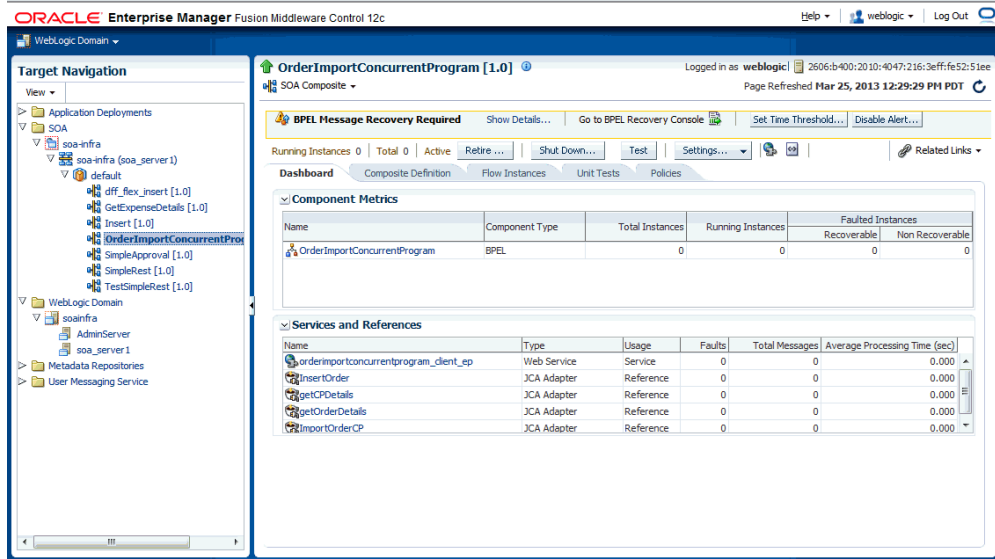 ORACLE Enterprise Manager Fusion Middleware Control 12c
Help weblogic Log Out
WebLogic Domain
Target Navigation
View
Application Deployments
SOA
soa-infra
soa-infra (soa_server1)
default
dff_flex_insert [1.0]
GetExpenseDetails [1.0]
Insert [1.0]
OrderImportConcurrentProg
SimpleApproval [1.0]
SimpleRest [1.0]
TestSimpleRest [1.0]
WebLogic Domain
soainfra
AdminServer
soa_server1
Metadata Repositories
User Messaging Service
OrderImportConcurrentProgram [1.0]
Logged in as weblogic 2606:b400:2010:4047:216:3eff:fe52:51ee
SOA Composite
Page Refreshed Mar 25, 2013 12:29:29 PM PDT
BPEL Message Recovery Required Show Details... Go to BPEL Recovery Console Set Time Threshold... Disable Alert...
Running Instances 0 Total 0 Active Retire ... Shut Down... Test Settings... Related Links
Dashboard Composite Definition Flow Instances Unit Tests Policies
Component Metrics
Name Component Type Total Instances Running Instances Faulted Instances
Recoverable Non Recoverable
OrderImportConcurrentProgram BPEL 0 0 0 0
Services and References
Name Type Usage Faults Total Messages Average Processing Time (sec)
orderimportconcurrentprogram_client_ep Web Service Service 0 0 0.000
InsertOrder JCA Adapter Reference 0 0 0.000
getCPDetails JCA Adapter Reference 0 0 0.000
getOrderDetails JCA Adapter Reference 0 0 0.000
ImportOrderCP JCA Adapter Reference 0 0 0.000